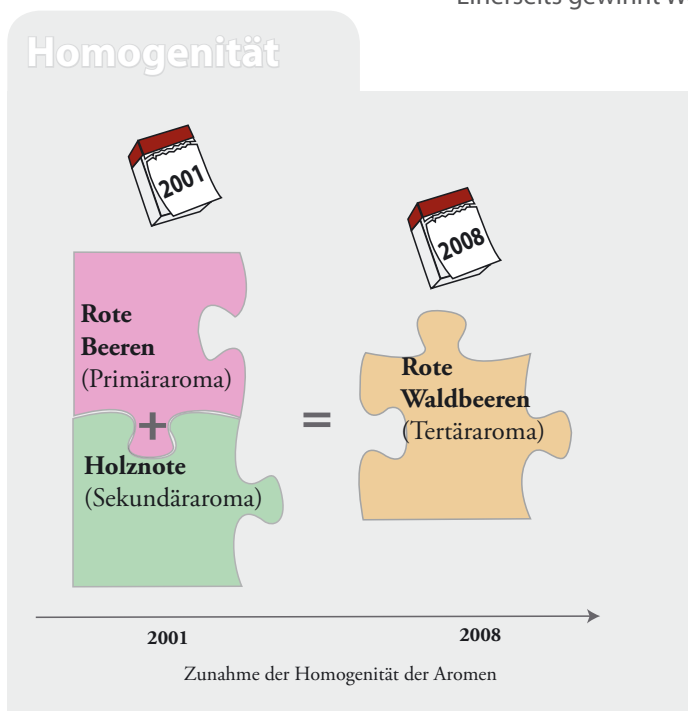 Einerseits gewinnt
Homogenität
2001
2008
Rote
Beeren
(Primäraroma)
+
Holznote
(Sekundäraroma)
=
Rote
Waldbeeren
(Tertäraroma)
2001
2008
Zunahme der Homogenität der Aromen